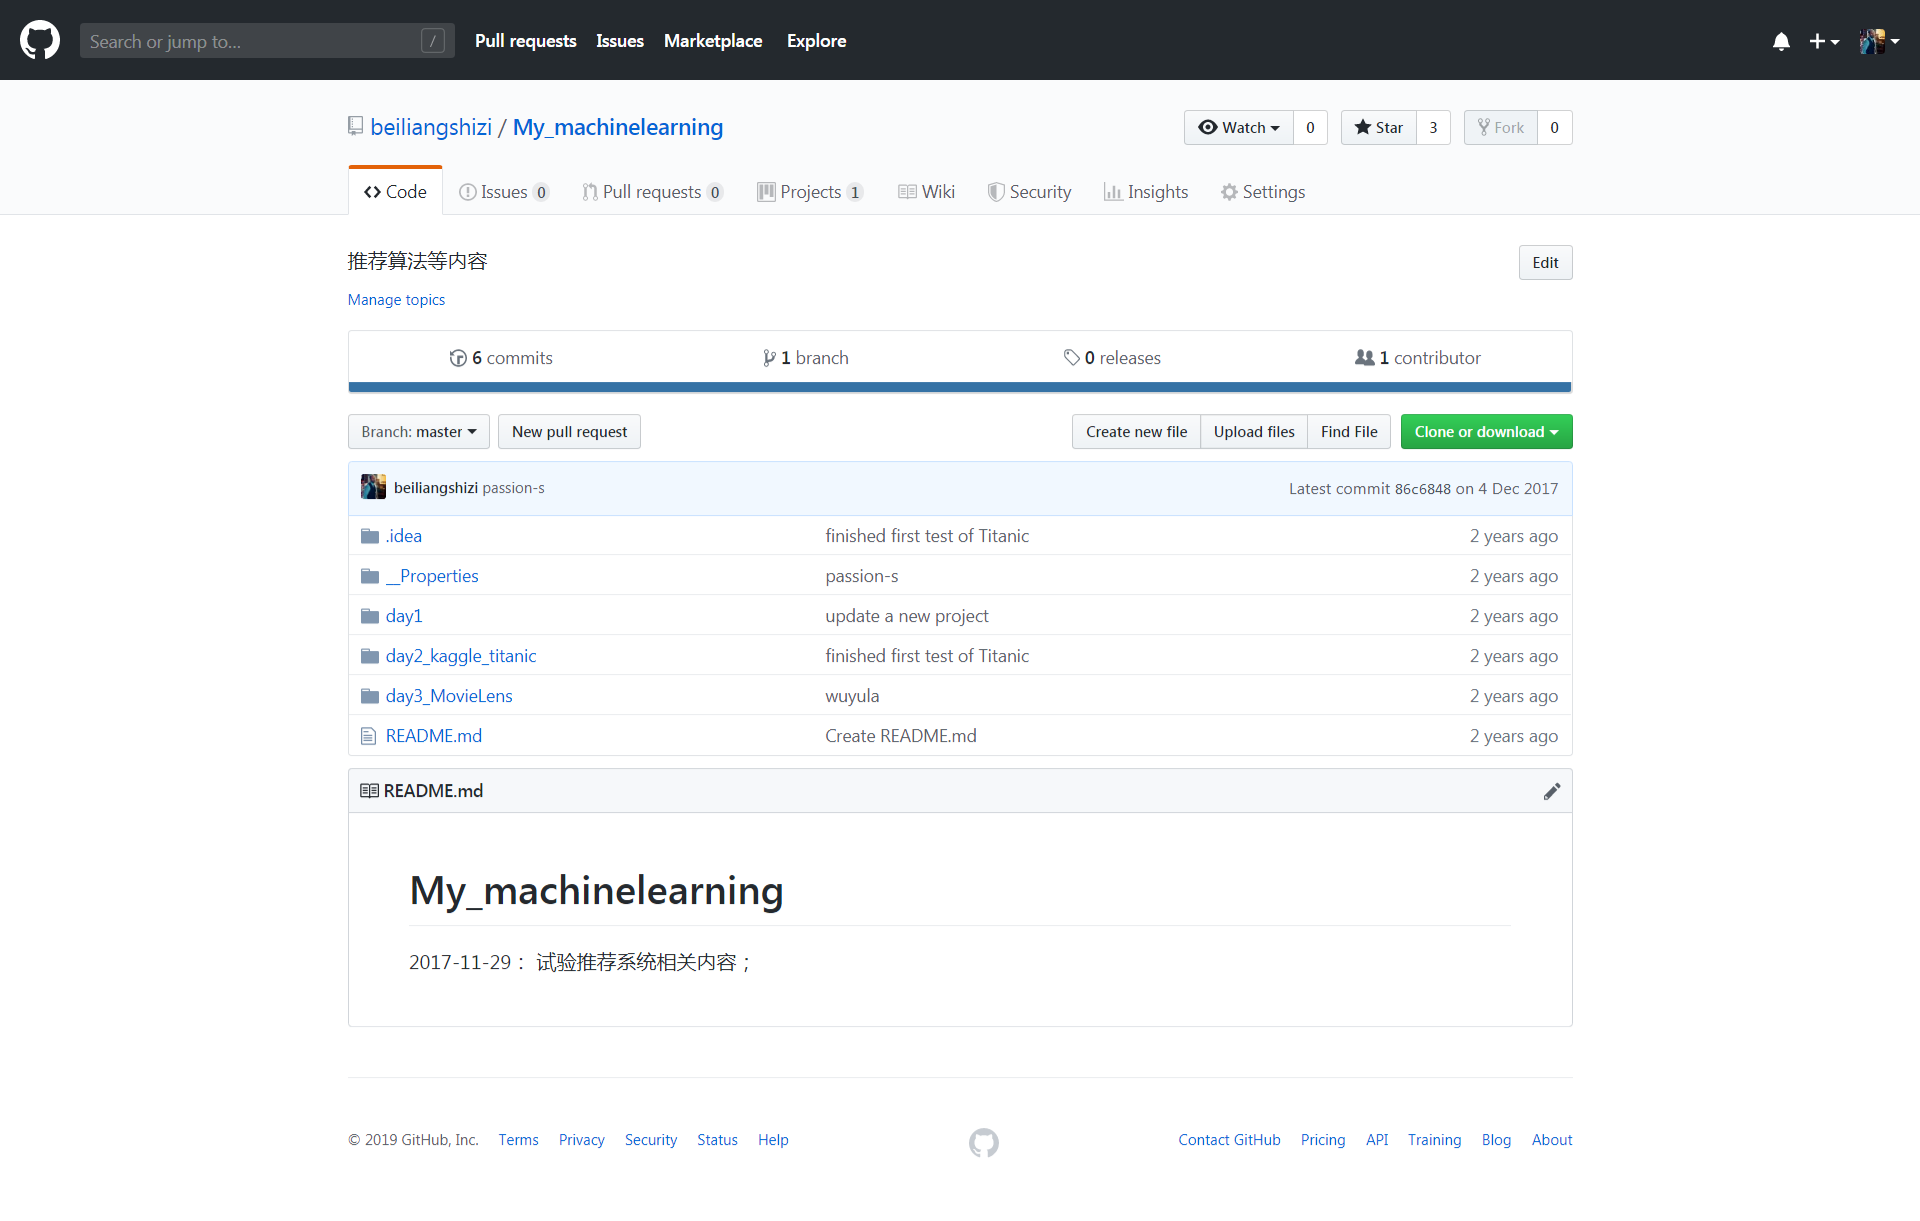 Search or jump to... /
Pull requests Issues Marketplace Explore
beiliangshizi / My_machinelearning
Watch 0 Star 3 Fork 0
Code Issues 0 Pull requests 0 Projects 1 Wiki Security Insights Settings
推荐算法等内容
Edit
Manage topics
6 commits 1 branch 0 releases 1 contributor
Branch: master New pull request Create new file Upload files Find File Clone or download
beiliangshizi passion-s Latest commit 86c6848 on 4 Dec 2017
.idea finished first test of Titanic 2 years ago
__Properties passion-s 2 years ago
day1 update a new project 2 years ago
day2_kaggle_titanic finished first test of Titanic 2 years ago
day3_MovieLens wuyula 2 years ago
README.md Create README.md 2 years ago
README.md
My_machinelearning
2017-11-29： 试验推荐系统相关内容；
© 2019 GitHub, Inc. Terms Privacy Security Status Help Contact GitHub Pricing API Training Blog About